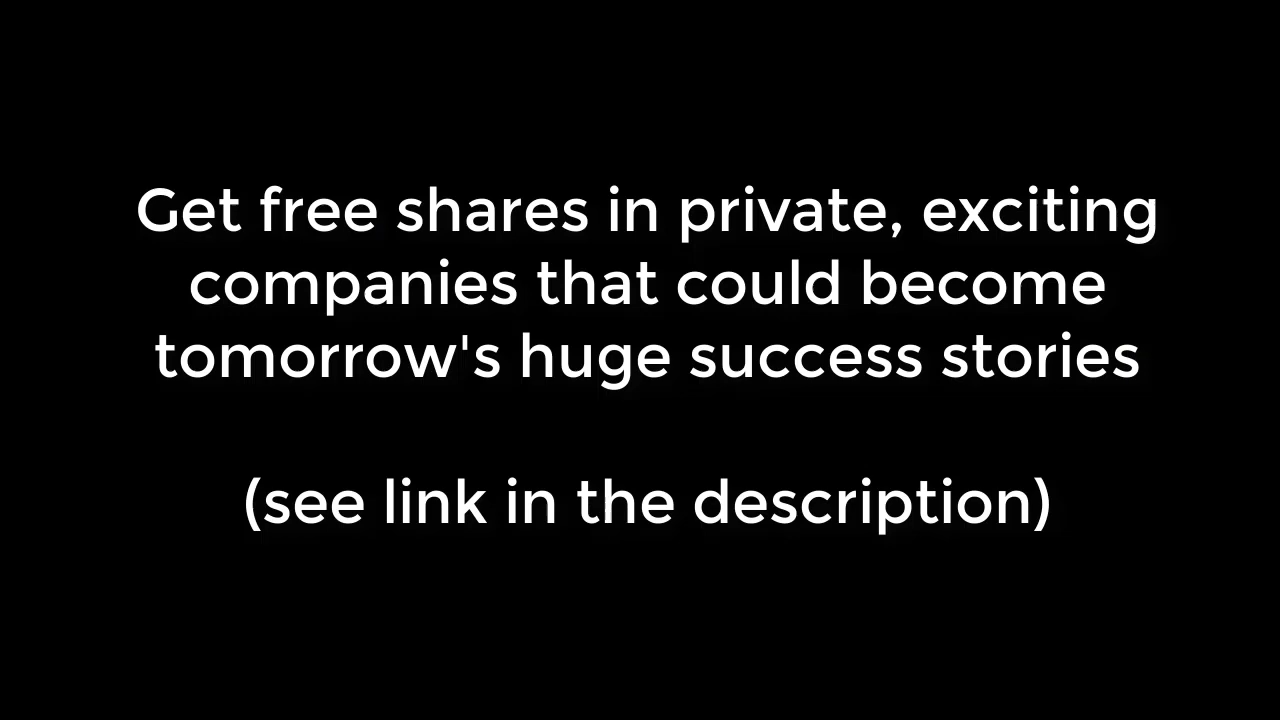 Get free shares in private, exciting
companies that could become
tomorrow's huge success stories
(see link in the description)